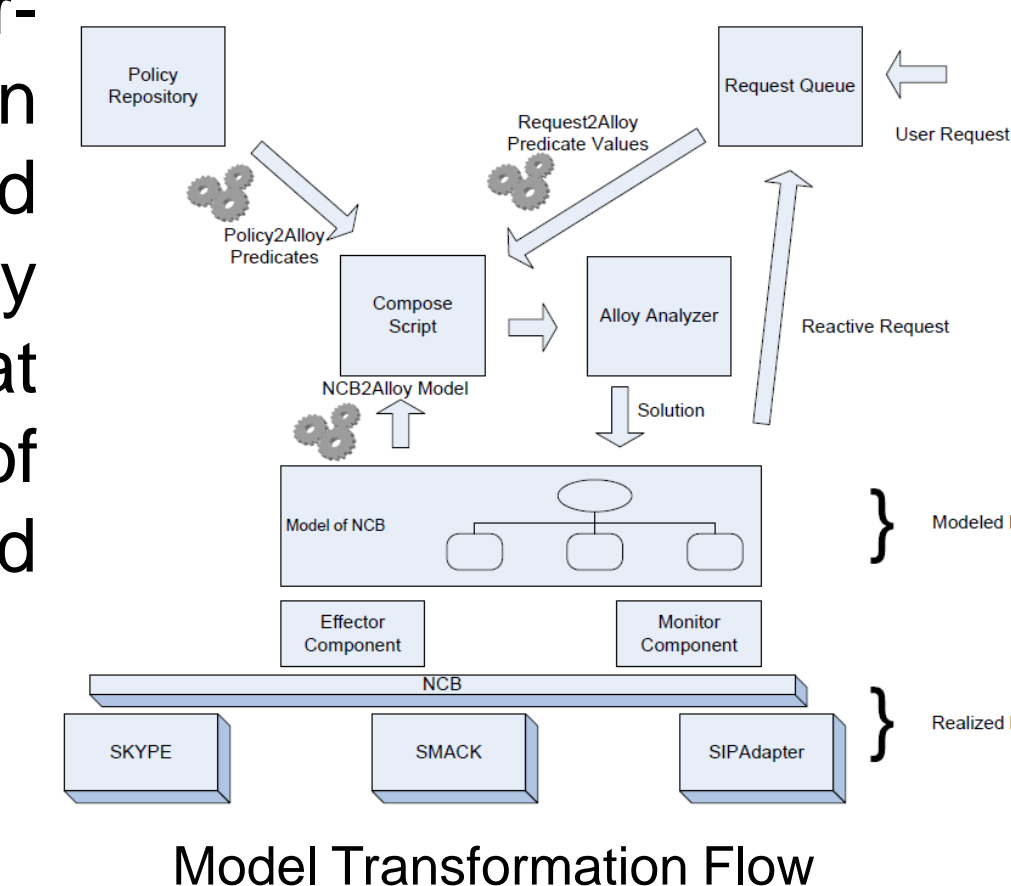 r-
n
d
y
at
of
d
Policy
Repository
Request Queue
User Request
Request2Alloy
Predicate Values
Policy2Alloy
Predicates
Compose
Script
Alloy Analyzer
Reactive Request
NCB2Alloy Model
Solution
Model of NCB
} Modeled
Effector
Component
Monitor
Component
NCB
} Realized
SKYPE
SMACK
SIPAdapter
Model Transformation Flow